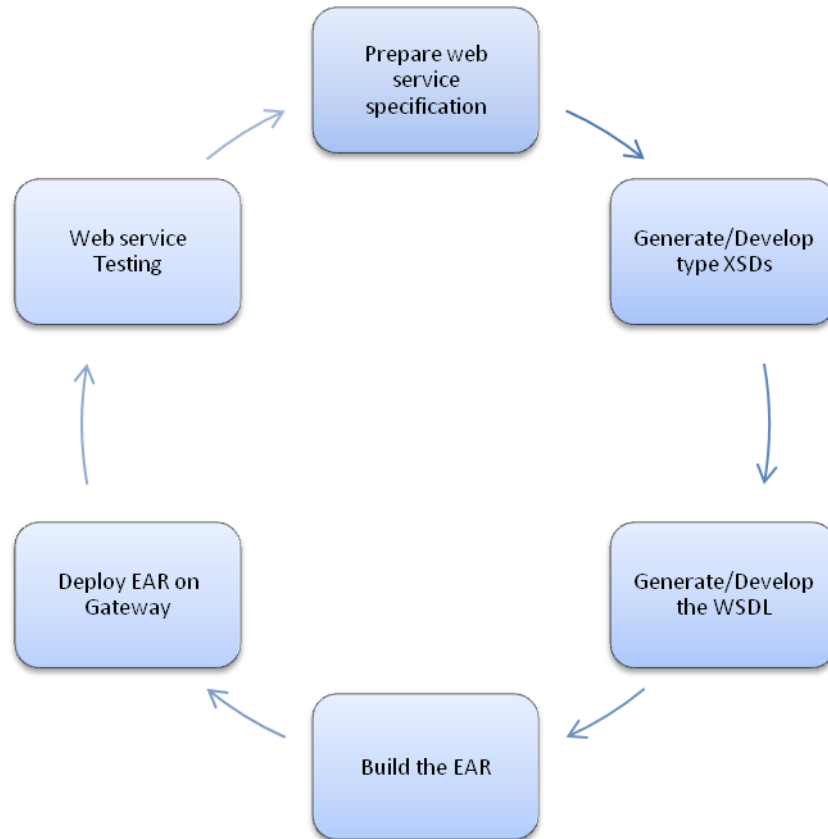 Prepare web
service
specification
Generate/Develop
type XSDs
Generate/Develop
the WSDL
Build the EAR
Deploy EAR on
Gateway
Web service
Testing